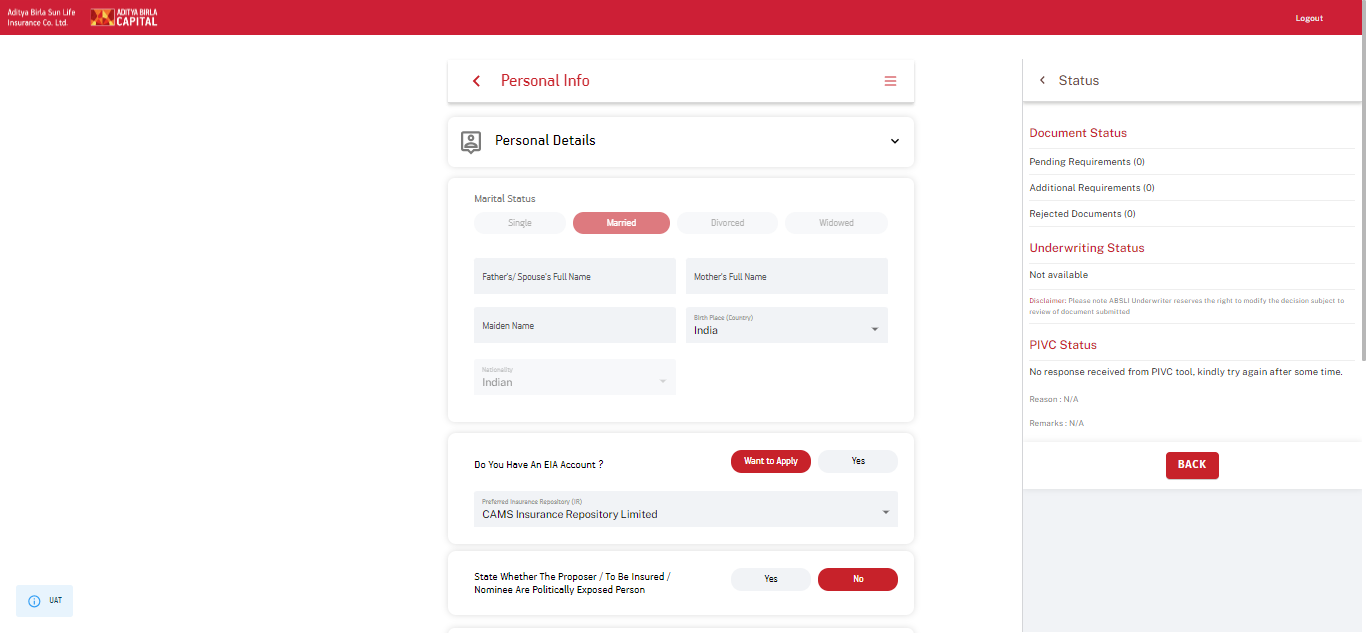 Aditya Birla Sun Life
Insurance Co. Ltd.
ADITYA BIRLA
CAPITAL
Logout
Personal Info
Personal Details
Marital Status
Single
Married
Divorced
Widowed
Father's/ Spouse's Full Name
Mother's Full Name
Maiden Name
Birth Place (Country)
India
Nationality
Indian
Do You Have An EIA Account ?
Want to Apply
Yes
Preferred Insurance Repository (IR)
CAMS Insurance Repository Limited
State Whether The Proposer / To Be Insured /
Nominee Are Politically Exposed Person
Yes
No
Status
Document Status
Pending Requirements (0)
Additional Requirements (0)
Rejected Documents (0)
Underwriting Status
Not available
Disclaimer: Please note ABSLI Underwriter reserves the right to modify the decision subject to
review of document submitted
PIVC Status
No response received from PIVC tool, kindly try again after some time.
Reason : N/A
Remarks : N/A
BACK
UAT